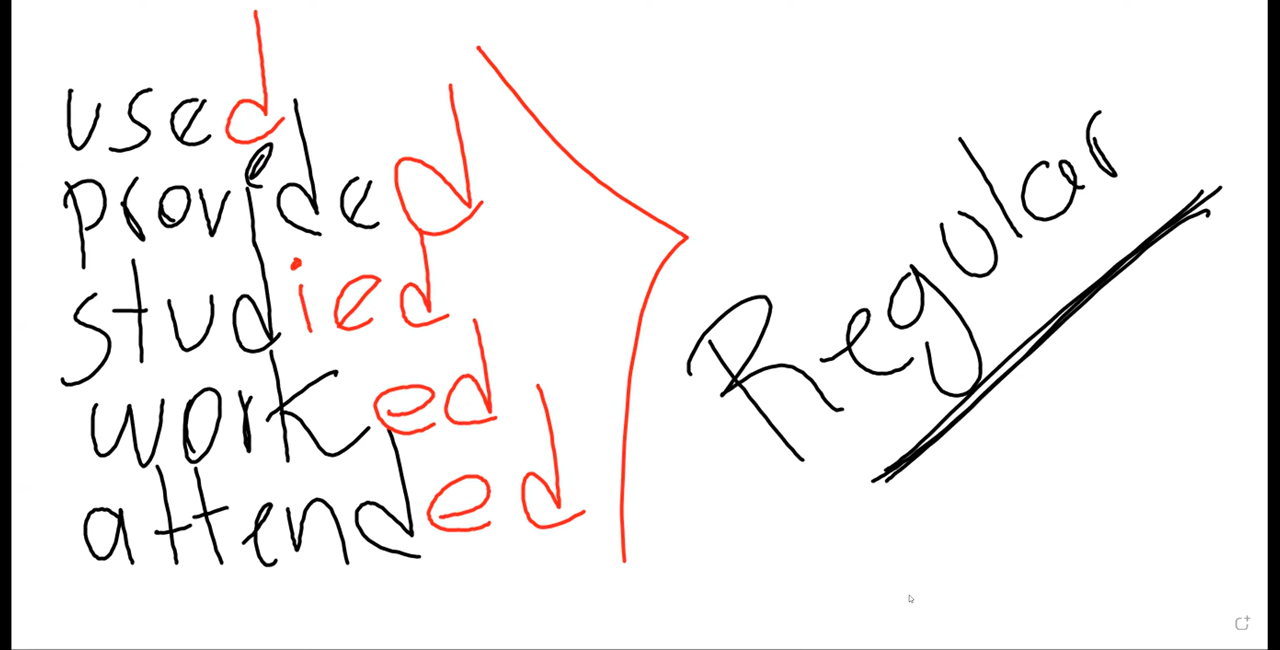 used
provided
studied
worked
attended
Regular